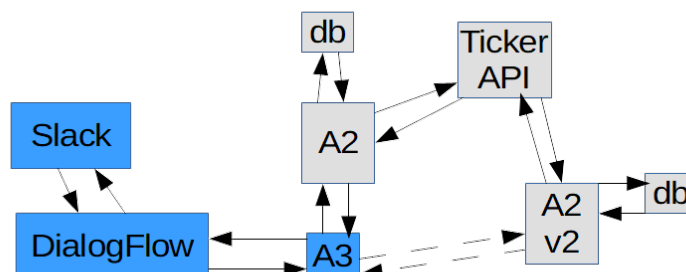 db
Ticker
API
Slack
A2
A2
v2
db
DialogFlow
A3